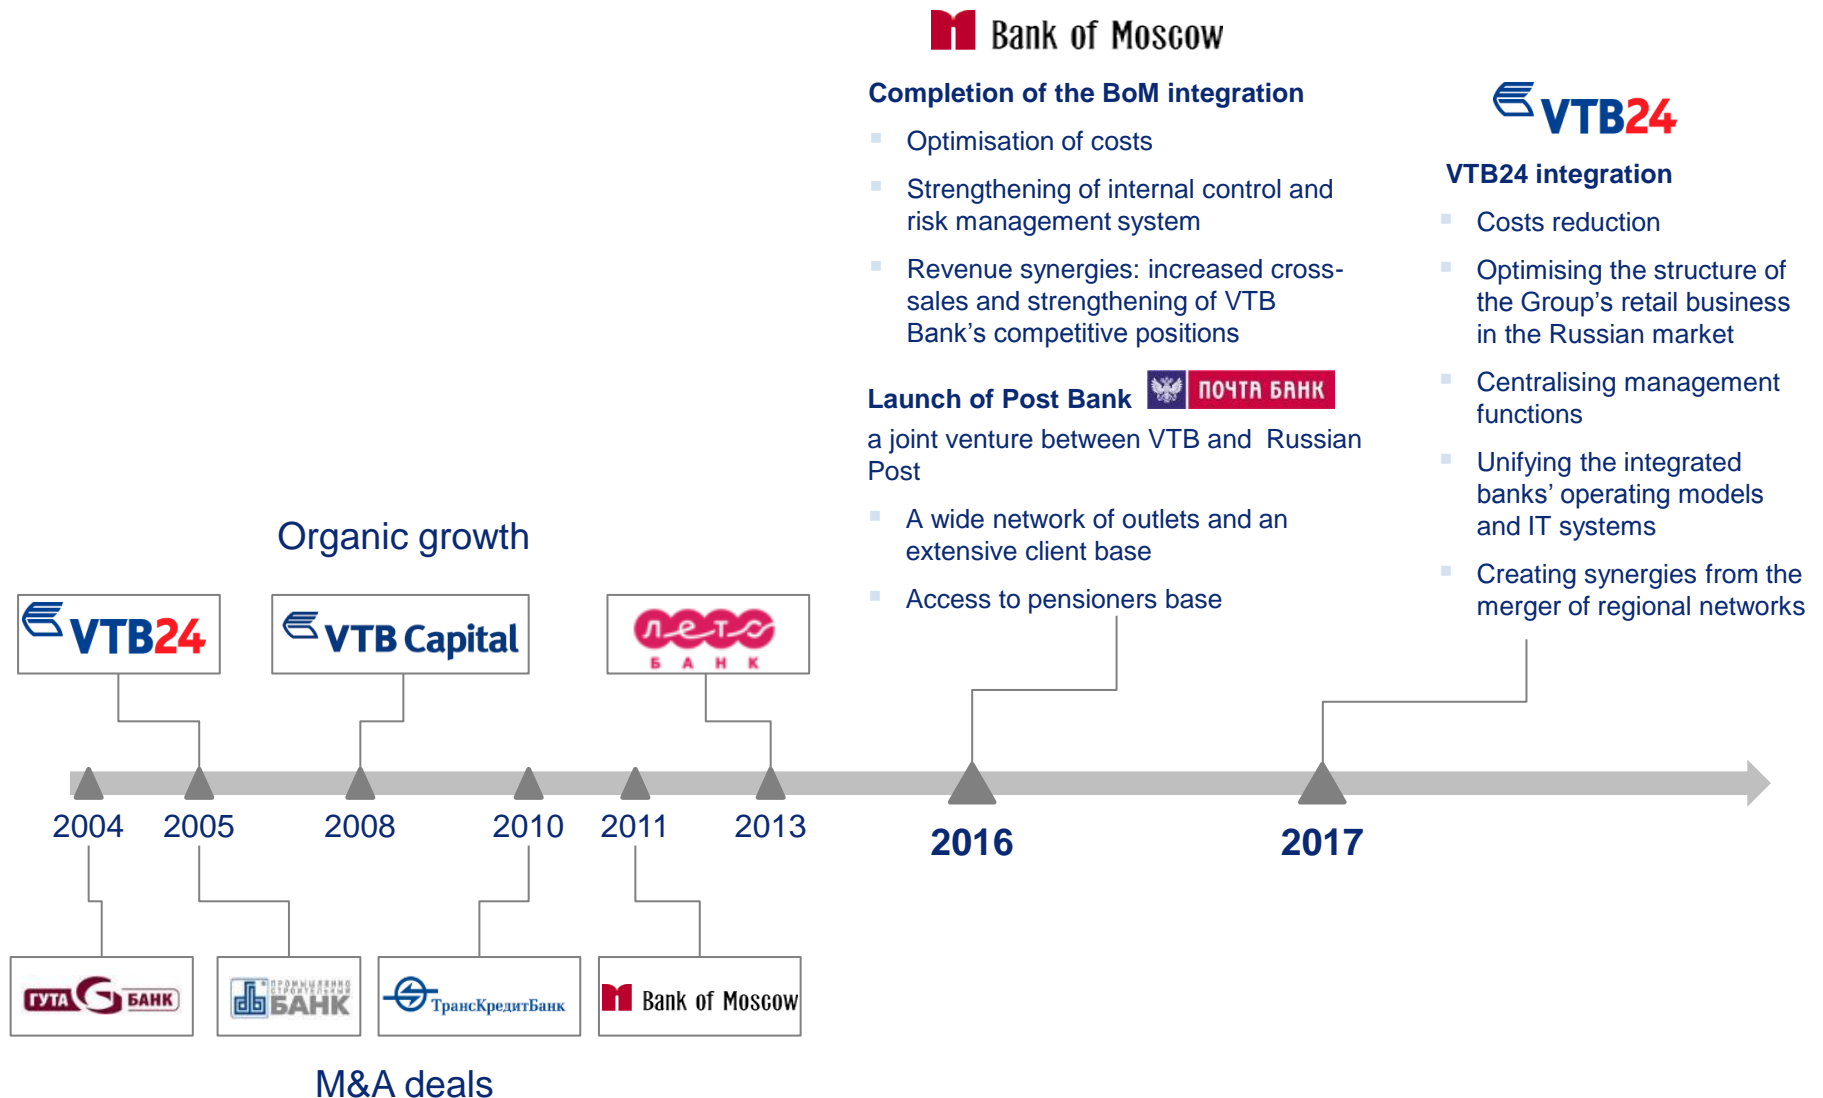 Bank of Moscow
Completion of the BoM integration
Optimisation of costs
Strengthening of internal control and
risk management system
Revenue synergies: increased cross-
sales and strengthening of VTB
Bank’s competitive positions
Launch of Post Bank ПОЧТА БАНК
a joint venture between VTB and Russian
Post
A wide network of outlets and an
extensive client base
Access to pensioners base
VTB24
VTB24 integration
Costs reduction
Optimising the structure of
the Group’s retail business
in the Russian market
Centralising management
functions
Unifying the integrated
banks’ operating models
and IT systems
Creating synergies from the
merger of regional networks
Organic growth
VTB24
VTB Capital
лето
БАНК
2004 2005 2008 2010 2011 2013 2016 2017
ГУТА БАНК
ПРОМЫШЛЕННО
СТРОИТЕЛЬНЫЙ
БАНК
ТрансКредитБанк
Bank of Moscow
M&A deals